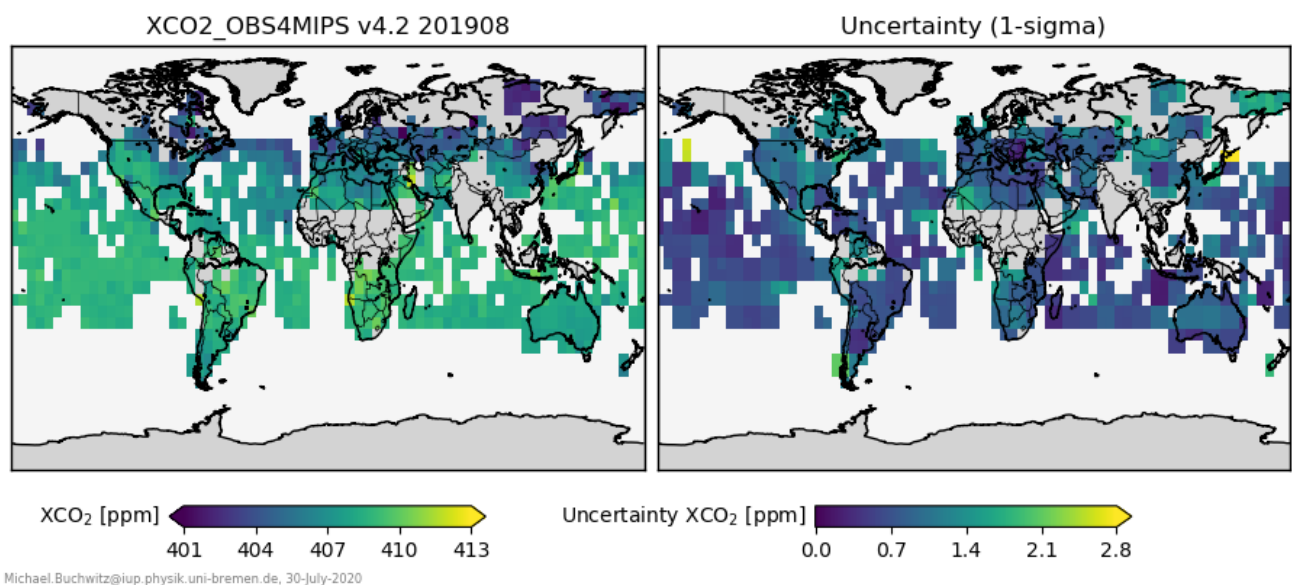 XCO2_OBS4MIPS v4.2 201908
Uncertainty (1-sigma)
XCO₂ [ppm]
401 404 407 410 413
Uncertainty XCO₂ [ppm]
0.0 0.7 1.4 2.1 2.8
Michael.Buchwitz@iup.physik.uni-bremen.de, 30-July-2020